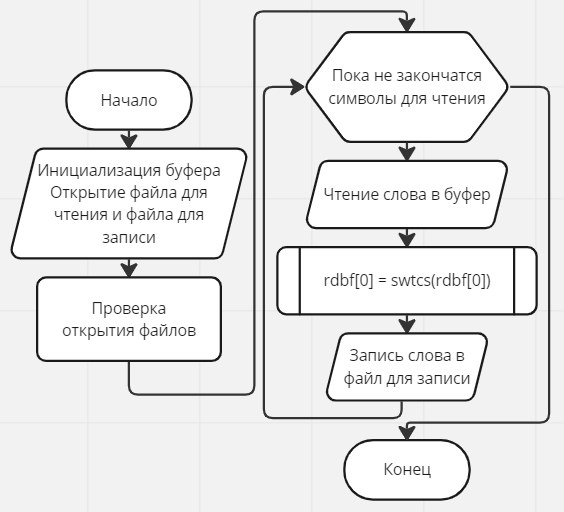 Начало
Инициализация буфера
Открытие файла для
чтения и файла для
записи
Проверка
открытия файлов
Пока не закончатся
символы для чтения
Чтение слова в буфер
rdbf[0] = swtcs(rdbf[0])
Запись слова в
файл для записи
Конец